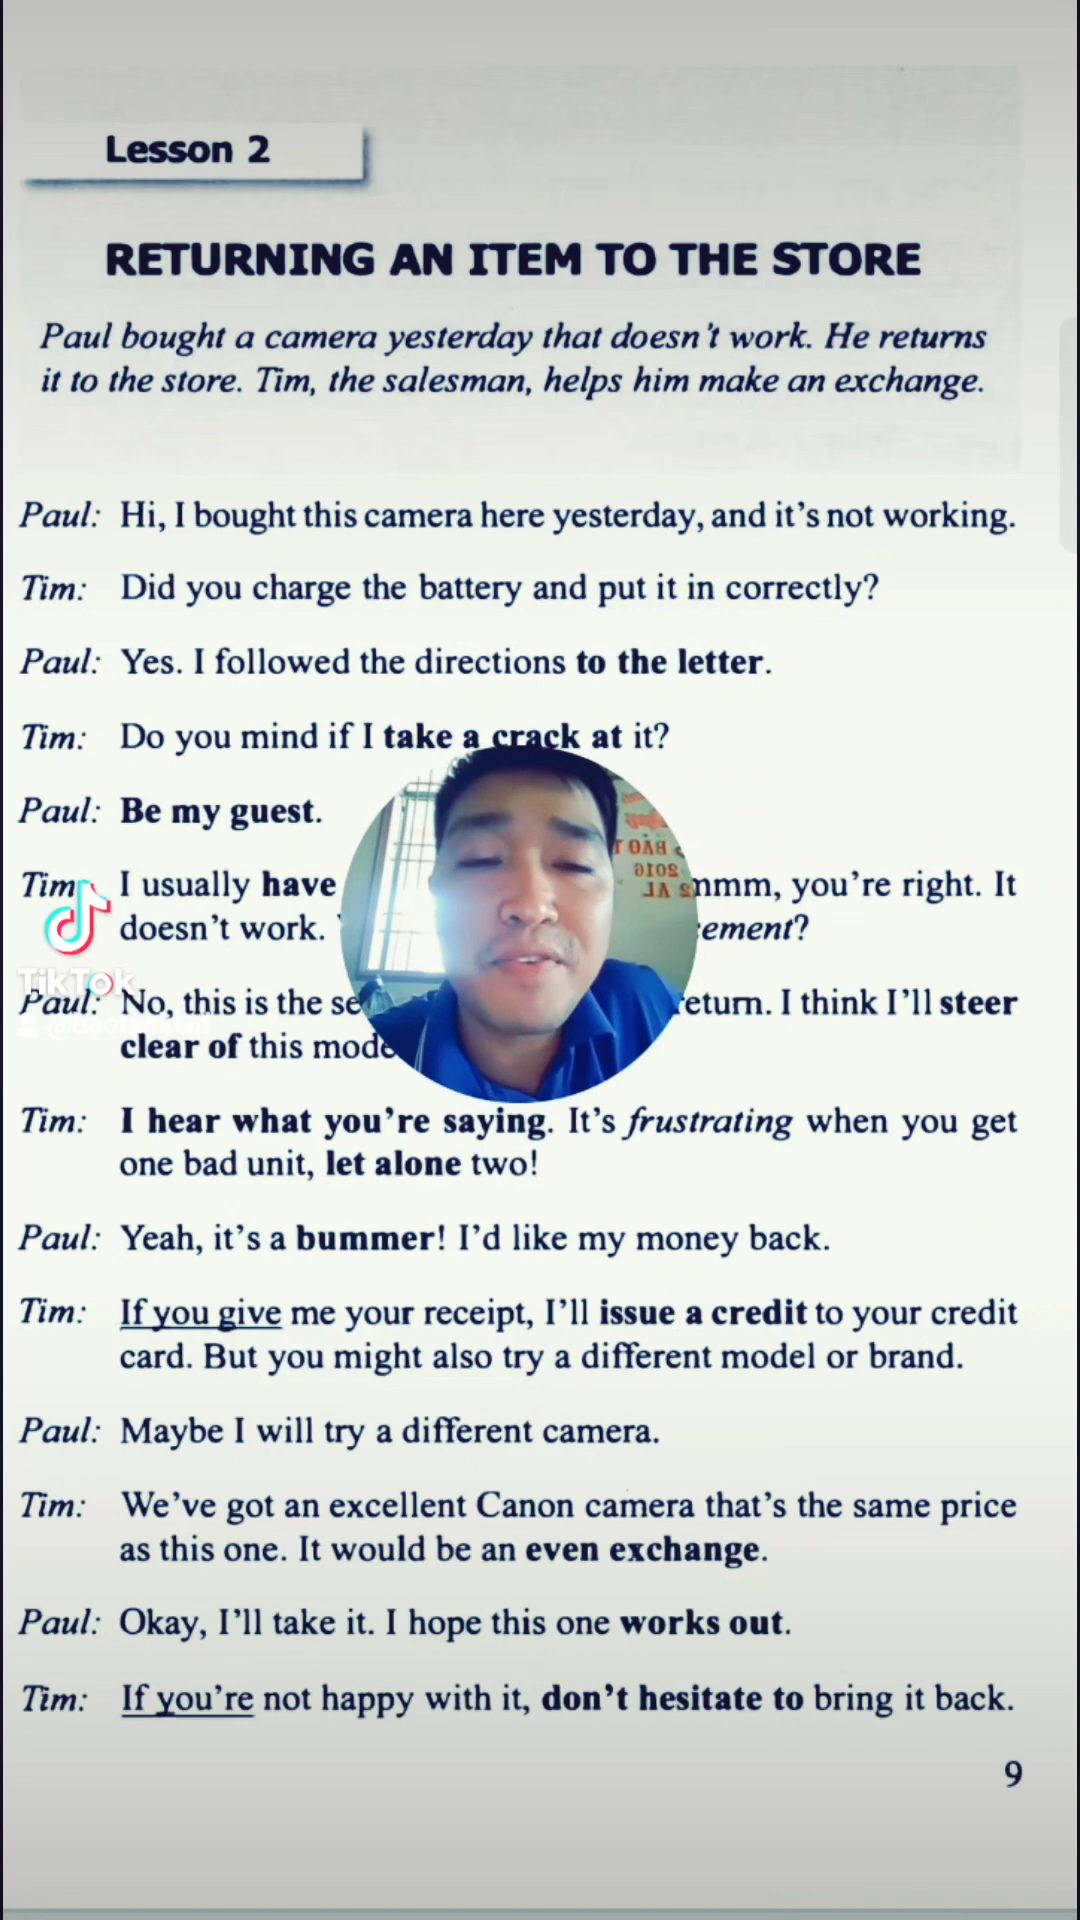 Lesson 2
RETURNING AN ITEM TO THE STORE
Paul bought a camera yesterday that doesn't work. He returns
it to the store. Tim, the salesman, helps him make an exchange.
Paul: Hi, I bought this camera here yesterday, and it's not working.
Tim: Did you charge the battery and put it in correctly?
Paul: Yes. I followed the directions to the letter.
Tim: Do you mind if I take a crack at it?
Paul: Be my guest.
Tim: I usually have mmm, you're right. It
doesn't work. ement?
Paul: No, this is the se return. I think I'll steer
clear of this mode
Tim: I hear what you're saying. It's frustrating when you get
one bad unit, let alone two!
Paul: Yeah, it's a bummer! I'd like my money back.
Tim: If you give me your receipt, I'll issue a credit to your credit
card. But you might also try a different model or brand.
Paul: Maybe I will try a different camera.
Tim: We've got an excellent Canon camera that's the same price
as this one. It would be an even exchange.
Paul: Okay, I'll take it. I hope this one works out.
Tim: If you're not happy with it, don't hesitate to bring it back.
9
TikTok
BẢO T
2016